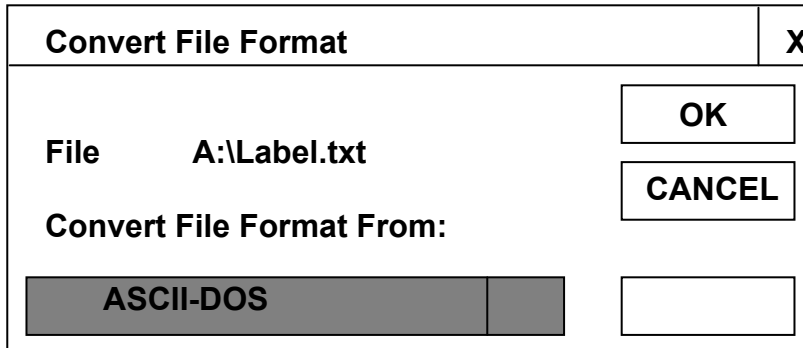 Convert File Format X
OK
File A:\Label.txt
CANCEL
Convert File Format From:
ASCII-DOS